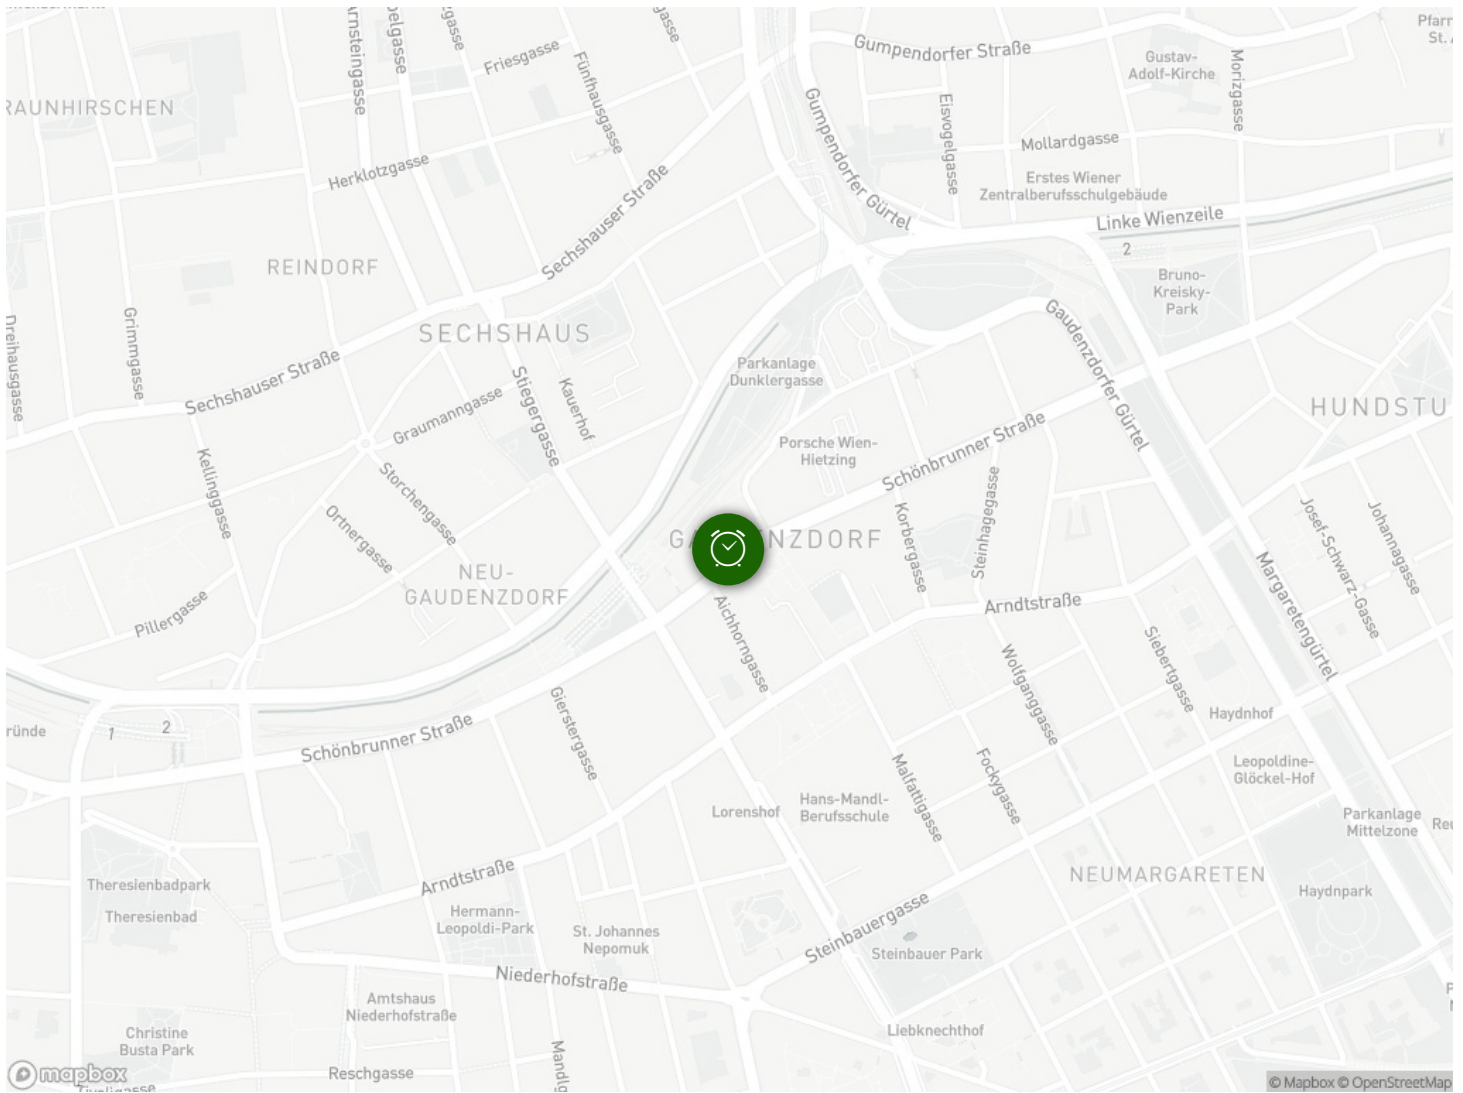 Gumpendorfer Straße
Gustav-
Adolf-Kirche
Morizgasse
Arnsteingasse
Friesgasse
Fünfhausgasse
Gumpendorfer Gürtel
Eisvogelgasse
Mollardgasse
Herklotzgasse
Erstes Wiener
Zentralberufsschulgebäude
Linke Wienzeile
2
Sechshauser Straße
REINDORF
Bruno-
Kreisky-
Park
Grimmgasse
Dreihausgasse
SECHSHAUS
Gaudenzdorfer Gürtel
Parkanlage
Dunklergasse
Sechshauser Straße
Stiegergasse
Kauerhof
Graumanngasse
HUNDSTU
Porsche Wien-
Hietzing
Schönbrunner Straße
Kellinggasse
Storchengasse
Ortnergasse
Korbergasse
Steinhagegasse
Josef-Schwarz-Gasse
Johannagasse
NEU-
GAUDENZDORF
Pillergasse
Aichhorngasse
Arndtstraße
Margaretengürtel
Siebertgasse
Wolfganggasse
Haydnhof
ründe
1
2
Schönbrunner Straße
Gierstergasse
Malfattigasse
Fockygasse
Leopoldine-
Glöckel-Hof
Lorenshof
Hans-Mandl-
Berufsschule
Parkanlage
Mittelzone
Arndtstraße
NEUMARGARETEN
Theresienbadpark
Haydnpark
Theresienbad
Hermann-
Leopoldi-Park
St. Johannes
Nepomuk
Steinbauergasse
Steinbauer Park
Niederhofstraße
Amtshaus
Niederhofstraße
Christine
Busta Park
Liebknechthof
Reschgasse
mapbox
© Mapbox © OpenStreetMap